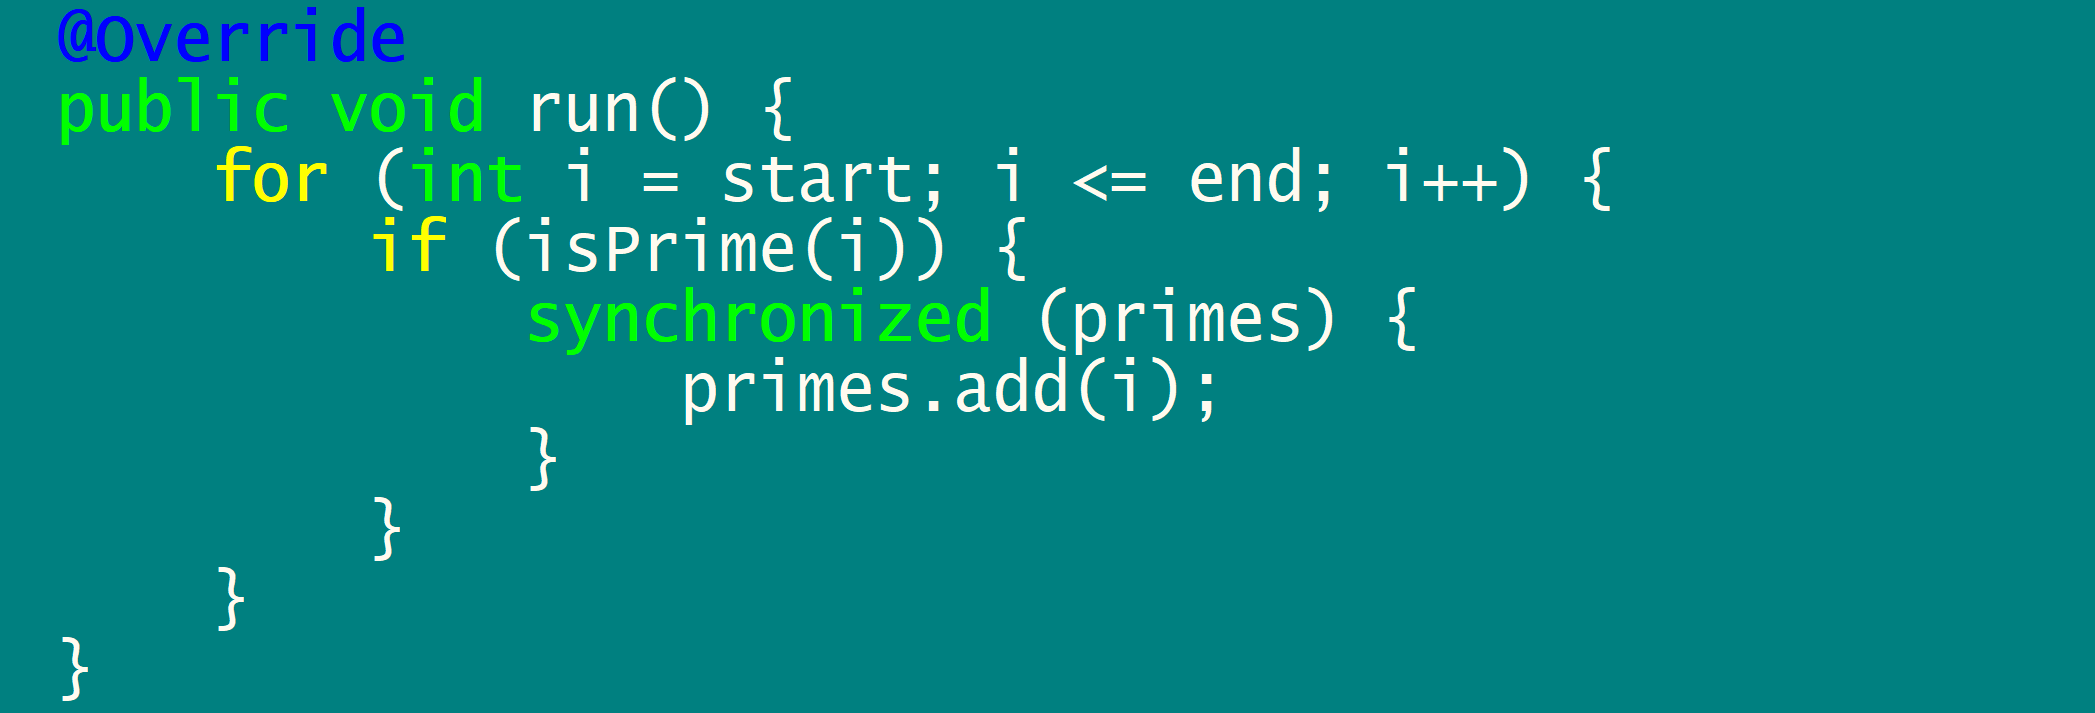 @Override
public void run() {
    for (int i = start; i <= end; i++) {
        if (isPrime(i)) {
            synchronized (primes) {
                primes.add(i);
            }
        }
    }
}